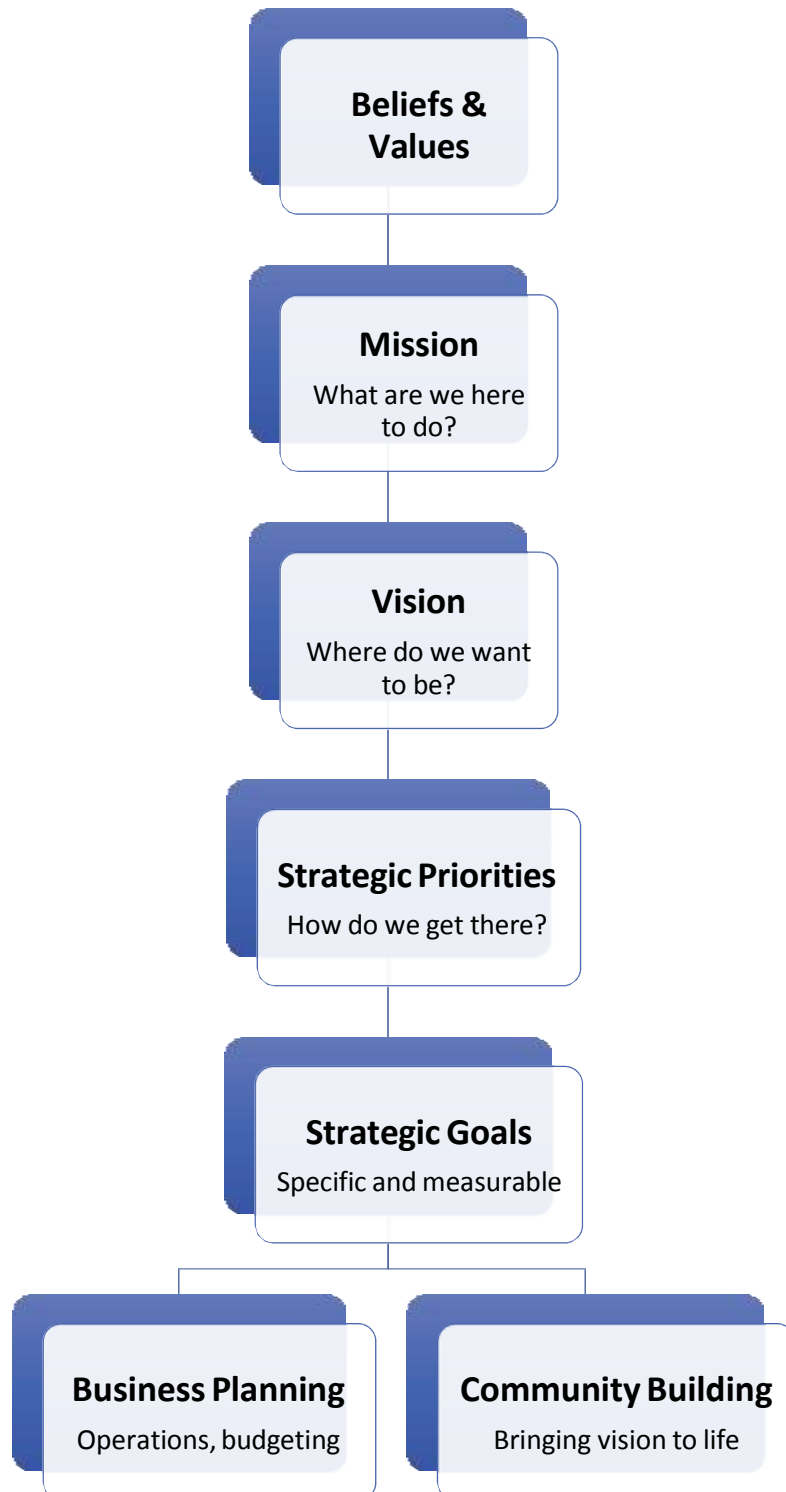 Beliefs &
Values
Mission
What are we here
to do?
Vision
Where do we want
to be?
Strategic Priorities
How do we get there?
Strategic Goals
Specific and measurable
Business Planning
Operations, budgeting
Community Building
Bringing vision to life